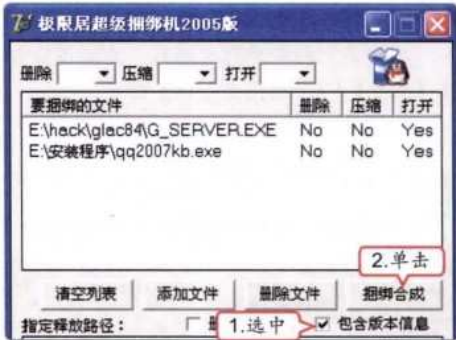 极限居超级捆绑机2005版
删除 压缩 打开
要捆绑的文件 删除 压缩 打开
E:\hack\glac84\G_SERVER.EXE No No Yes
E:\安装程序\qq2007kb.exe No No Yes
2.单击
清空列表 添加文件 删除文件 捆绑合成
指定释放路径： 1.选中 包含版本信息